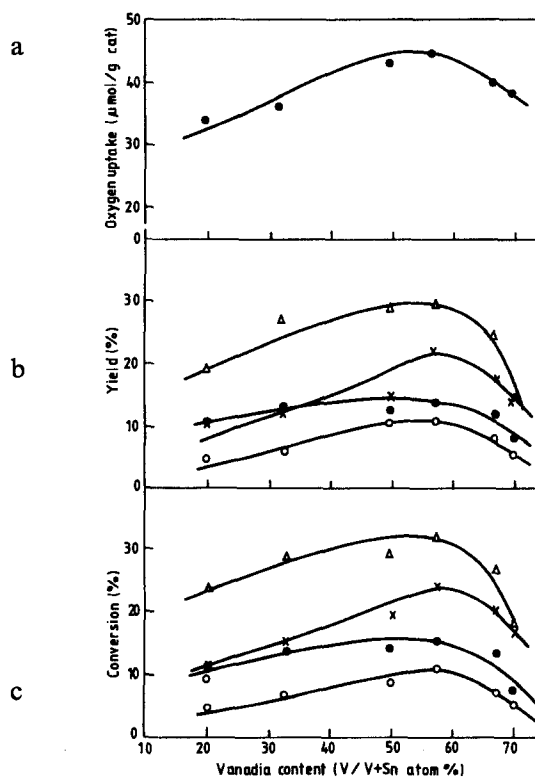 a
50
40
30
20
0
Oxygen uptake (μmol/g cat)
b
30
20
10
0
Yield (%)
c
30
20
10
0
Conversion (%)
10 20 30 40 50 60 70
Vanadia content (V/V+Sn atom %)